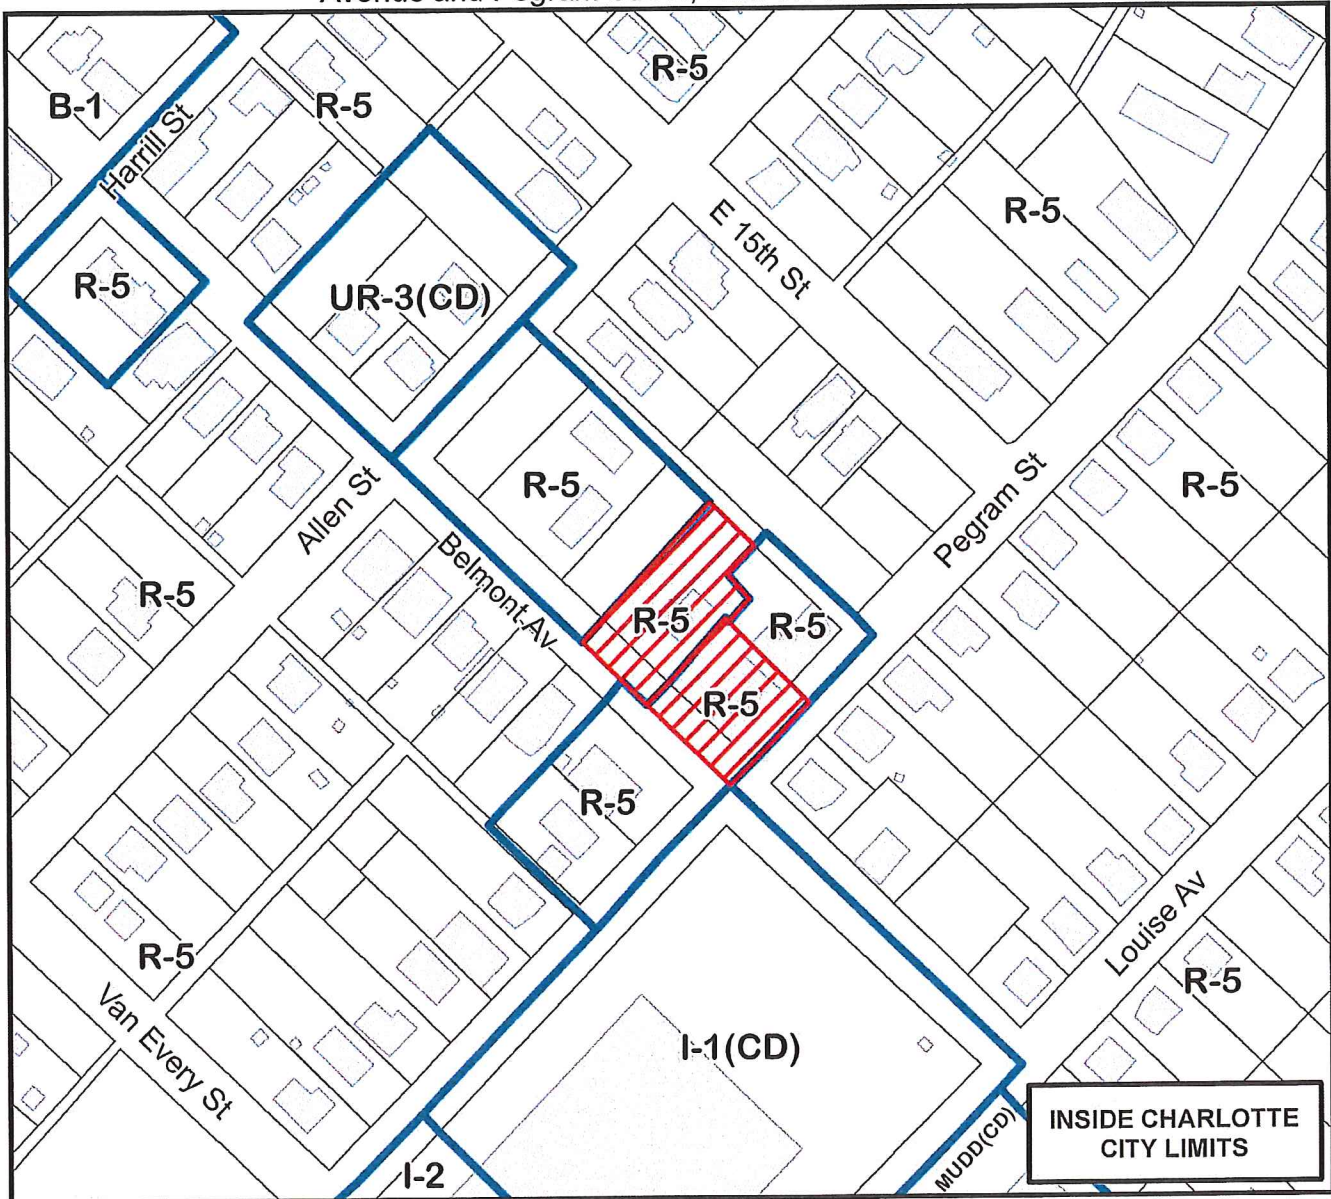 B-1
Harrill St
R-5
R-5
R-5
UR-3(CD)
E 15th St
R-5
R-5
Allen St
Belmont Av
Pegram St
R-5
R-5
R-5
R-5
R-5
R-5
R-5
Louise Av
R-5
Van Every St
I-1(CD)
I-2
MUDD(CD)
INSIDE CHARLOTTE
CITY LIMITS